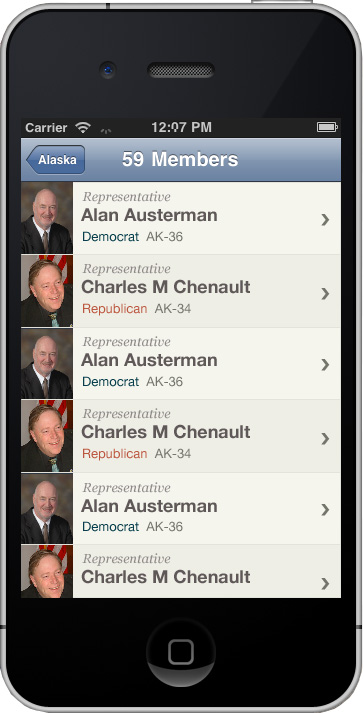 Carrier 12:07 PM
Alaska 59 Members
Representative
Alan Austerman
Democrat AK-36
Representative
Charles M Chenault
Republican AK-34
Representative
Alan Austerman
Democrat AK-36
Representative
Charles M Chenault
Republican AK-34
Representative
Alan Austerman
Democrat AK-36
Representative
Charles M Chenault